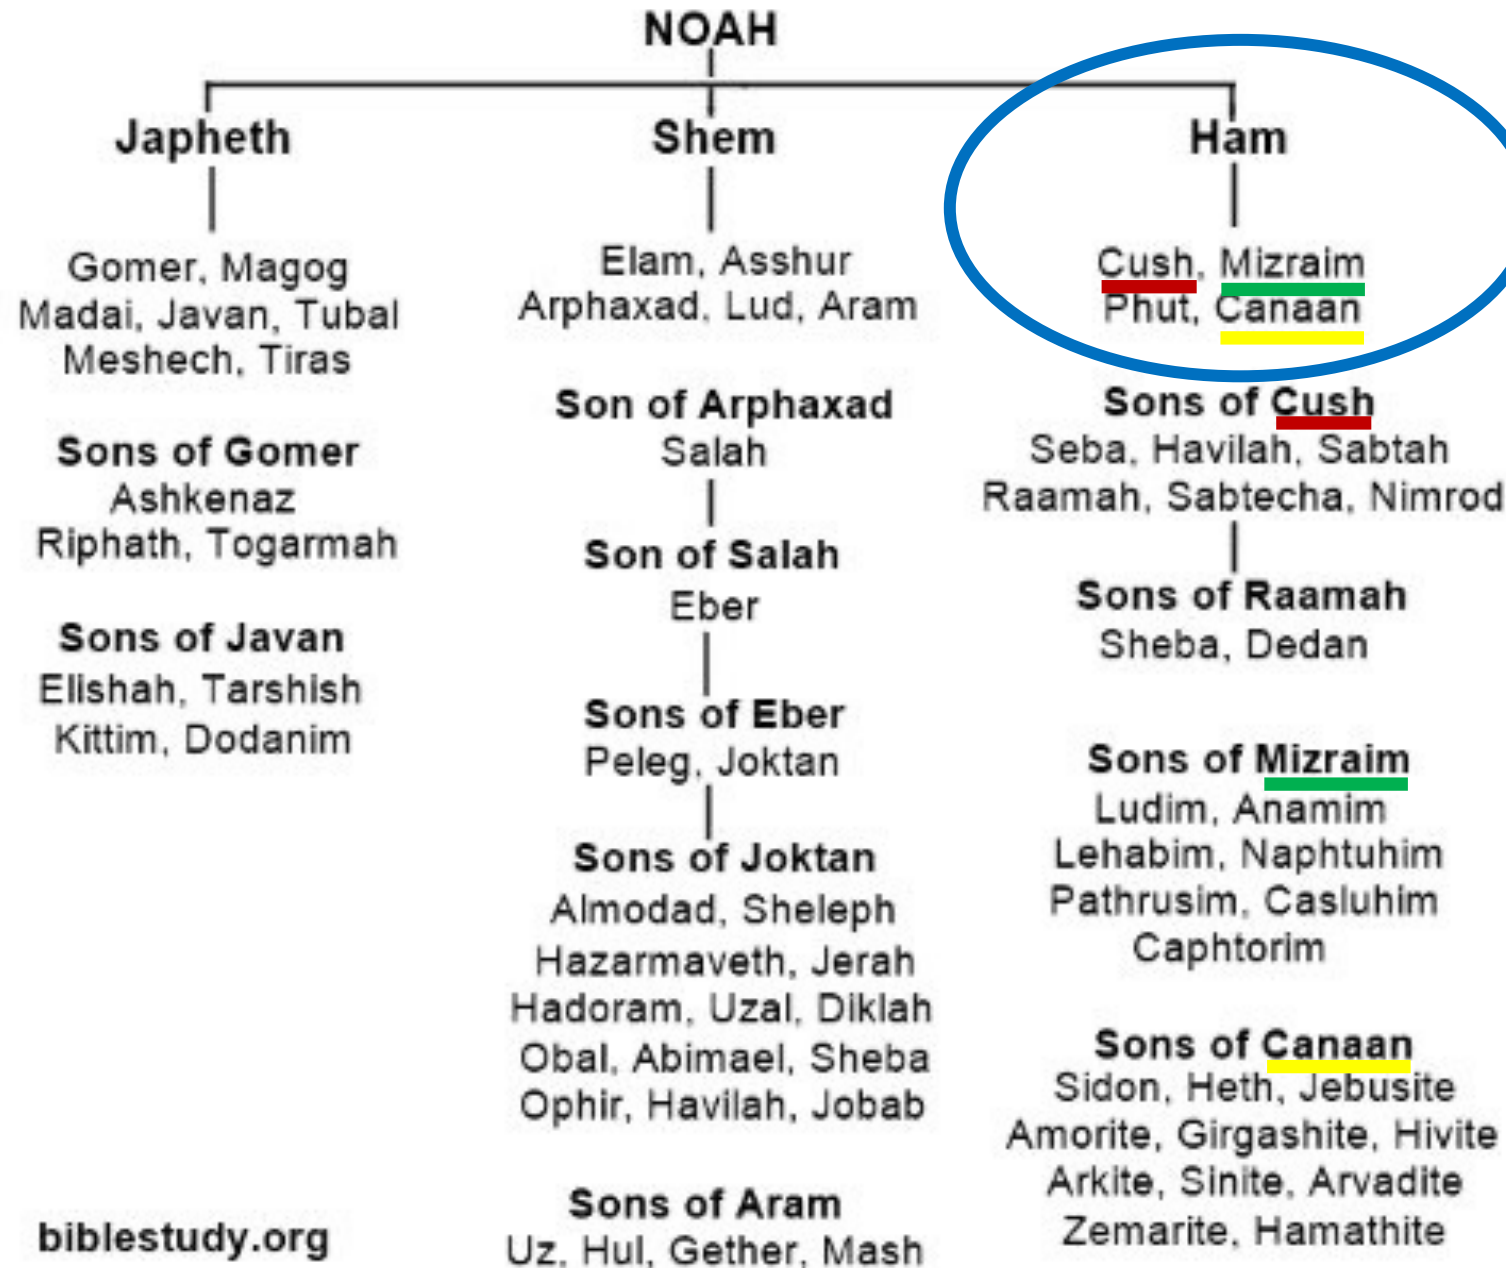 NOAH
Japheth
Gomer, Magog
Madai, Javan, Tubal
Meshech, Tiras
Sons of Gomer
Ashkenaz
Riphath, Togarmah
Sons of Javan
Elishah, Tarshish
Kittim, Dodanim
Shem
Elam, Asshur
Arphaxad, Lud, Aram
Son of Arphaxad
Salah
Son of Salah
Eber
Sons of Eber
Peleg, Joktan
Sons of Joktan
Almodad, Sheleph
Hazarmaveth, Jerah
Hadoram, Uzal, Diklah
Obal, Abimael, Sheba
Ophir, Havilah, Jobab
Sons of Aram
Uz, Hul, Gether, Mash
Ham
Cush, Mizraim
Phut, Canaan
Sons of Cush
Seba, Havilah, Sabtah
Raamah, Sabtecha, Nimrod
Sons of Raamah
Sheba, Dedan
Sons of Mizraim
Ludim, Anamim
Lehabim, Naphtuhim
Pathrusim, Casluhim
Caphtorim
Sons of Canaan
Sidon, Heth, Jebusite
Amorite, Girgashite, Hivite
Arkite, Sinite, Arvadite
Zemarite, Hamathite
biblestudy.org